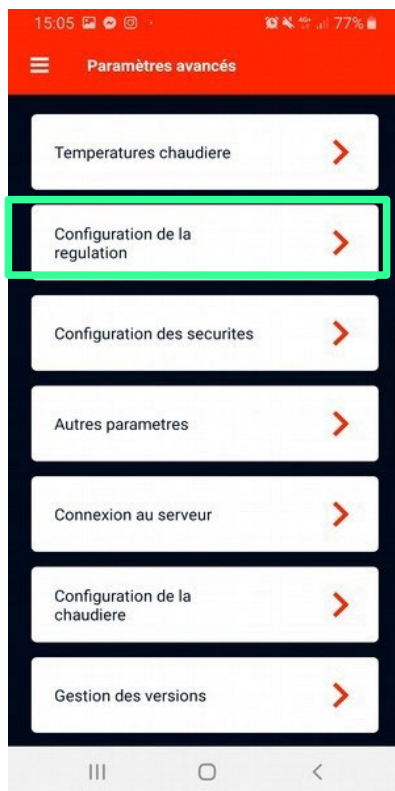 15:05 77%
Paramètres avancés
Temperatures chaudiere
Configuration de la
regulation
Configuration des securites
Autres parametres
Connexion au serveur
Configuration de la
chaudiere
Gestion des versions